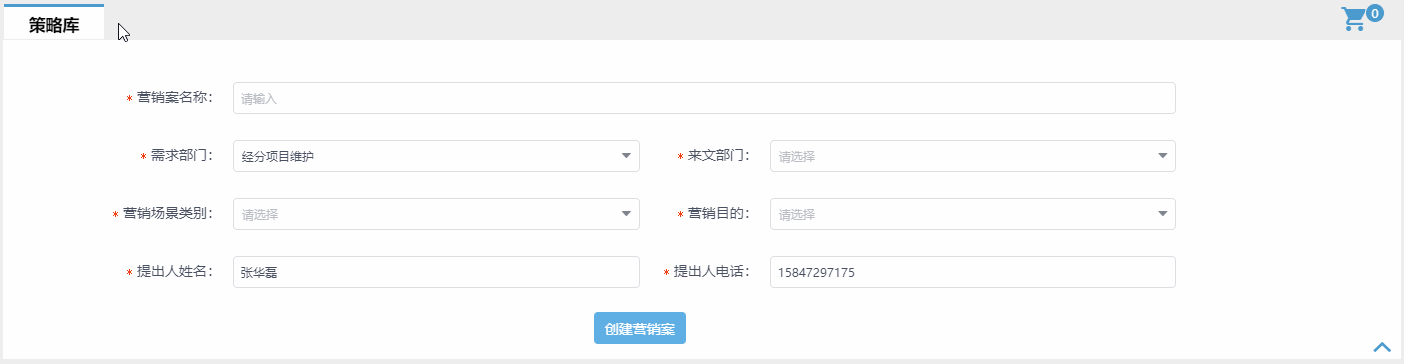 策略库
0
* 营销案名称： 请输入
* 需求部门： 经分项目维护 * 来文部门： 请选择
* 营销场景类别： 请选择 * 营销目的： 请选择
* 提出人姓名： 张华磊 * 提出人电话： 15847297175
创建营销案